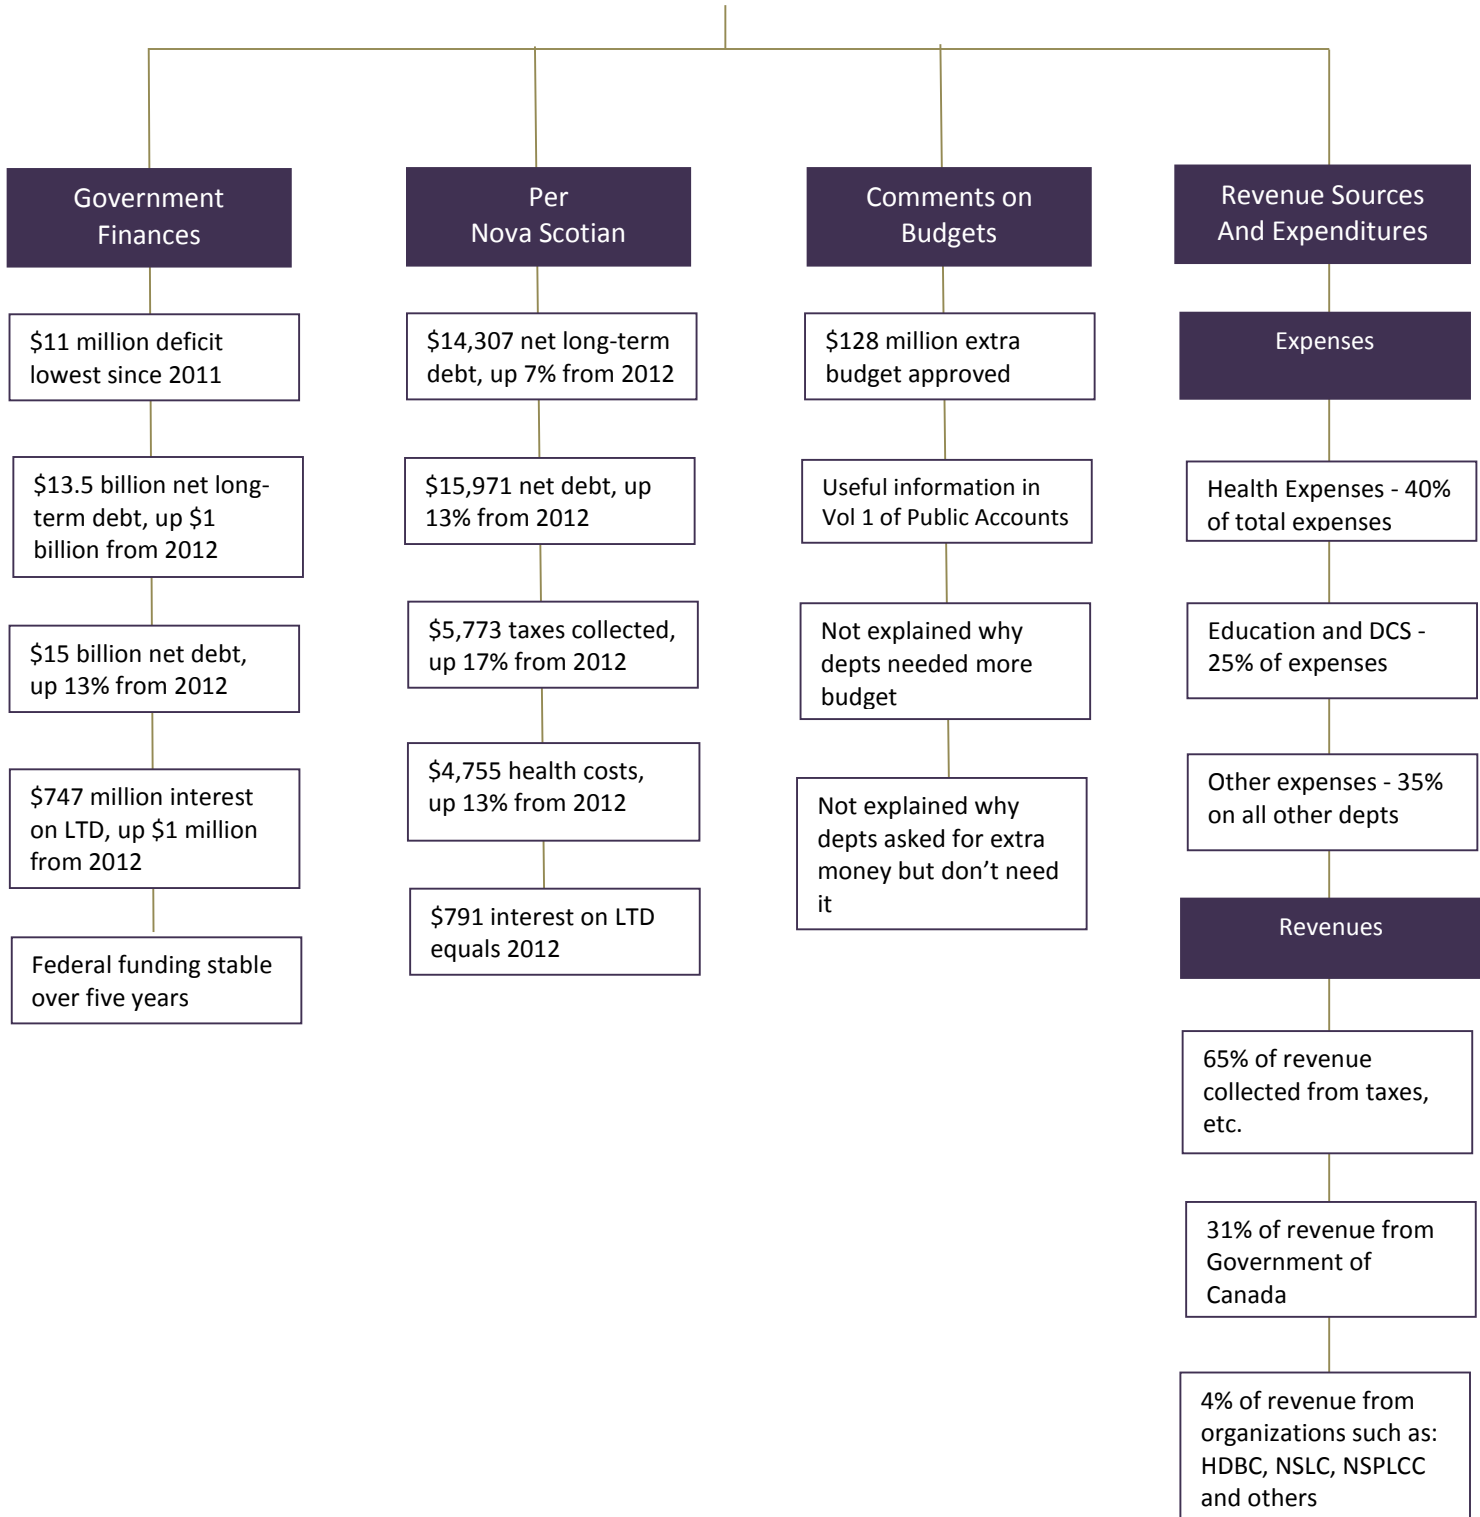 Government
Finances
$11 million deficit
lowest since 2011
$13.5 billion net long-
term debt, up $1
billion from 2012
$15 billion net debt,
up 13% from 2012
$747 million interest
on LTD, up $1 million
from 2012
Federal funding stable
over five years
Per
Nova Scotian
$14,307 net long-term
debt, up 7% from 2012
$15,971 net debt, up
13% from 2012
$5,773 taxes collected,
up 17% from 2012
$4,755 health costs,
up 13% from 2012
$791 interest on LTD
equals 2012
Comments on
Budgets
$128 million extra
budget approved
Useful information in
Vol 1 of Public Accounts
Not explained why
depts needed more
budget
Not explained why
depts asked for extra
money but don’t need
it
Revenue Sources
And Expenditures
Expenses
Health Expenses - 40%
of total expenses
Education and DCS -
25% of expenses
Other expenses - 35%
on all other depts
Revenues
65% of revenue
collected from taxes,
etc.
31% of revenue from
Government of
Canada
4% of revenue from
organizations such as:
HDBC, NSLC, NSPLCC
and others